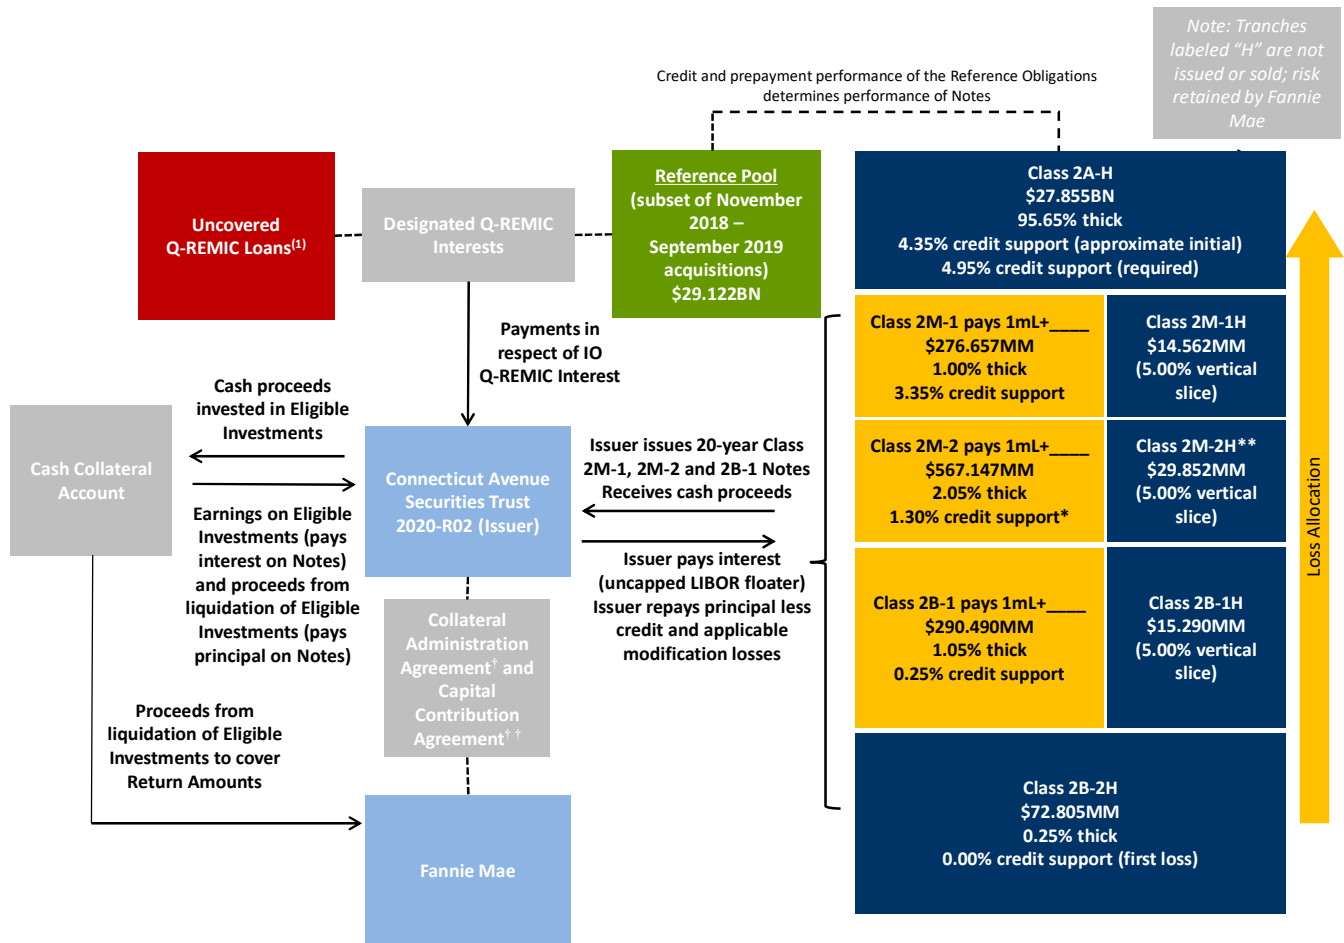 Note: Tranches
labeled “H” are not
issued or sold; risk
retained by Fannie
Mae
Credit and prepayment performance of the Reference Obligations
determines performance of Notes
Uncovered
Q-REMIC Loans(1)
Designated Q-REMIC
Interests
Reference Pool
(subset of November
2018 –
September 2019
acquisitions)
$29.122BN
Class 2A-H
$27.855BN
95.65% thick
4.35% credit support (approximate initial)
4.95% credit support (required)
Payments in
respect of IO
Q-REMIC Interest
Class 2M-1 pays 1mL+____
$276.657MM
1.00% thick
3.35% credit support
Class 2M-1H
$14.562MM
(5.00% vertical
slice)
Cash proceeds
invested in Eligible
Investments
Cash Collateral
Account
Connecticut Avenue
Securities Trust
2020-R02 (Issuer)
Issuer issues 20-year Class
2M-1, 2M-2 and 2B-1 Notes
Receives cash proceeds
Class 2M-2 pays 1mL+____
$567.147MM
2.05% thick
1.30% credit support*
Class 2M-2H**
$29.852MM
(5.00% vertical
slice)
Loss Allocation
Earnings on Eligible
Investments (pays
interest on Notes)
and proceeds from
liquidation of Eligible
Investments (pays
principal on Notes)
Issuer pays interest
(uncapped LIBOR floater)
Issuer repays principal less
credit and applicable
modification losses
Class 2B-1 pays 1mL+____
$290.490MM
1.05% thick
0.25% credit support
Class 2B-1H
$15.290MM
(5.00% vertical
slice)
Collateral
Administration
Agreement† and
Capital
Contribution
Agreement† †
Proceeds from
liquidation of Eligible
Investments to cover
Return Amounts
Class 2B-2H
$72.805MM
0.25% thick
0.00% credit support (first loss)
Fannie Mae